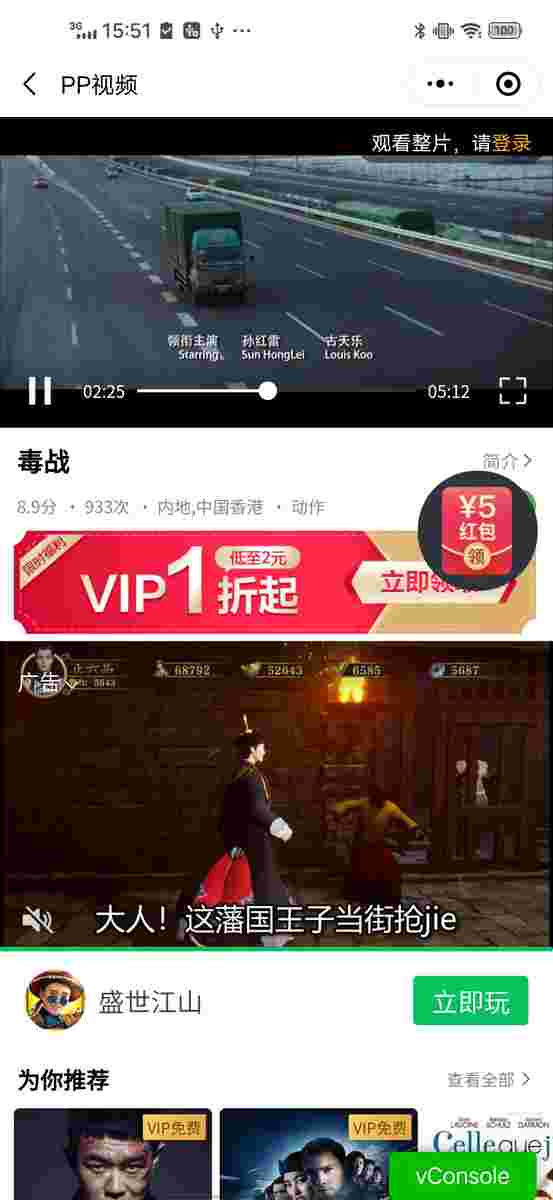 3G 15:51 100
PP视频
观看整片，请登录
领衔主演 孙红雷 古天乐
Starring Sun HongLei Louis Koo
02:25 05:12
毒战
简介
8.9分 · 933次 · 内地,中国香港 · 动作
¥5
红包
领
限时福利
VIP1折起
低至2元
立即领
广告
68792 52643 6585 5687
大人！这藩国王子当街抢jie
盛世江山
立即玩
为你推荐
查看全部
VIP免费
VIP免费
vConsole